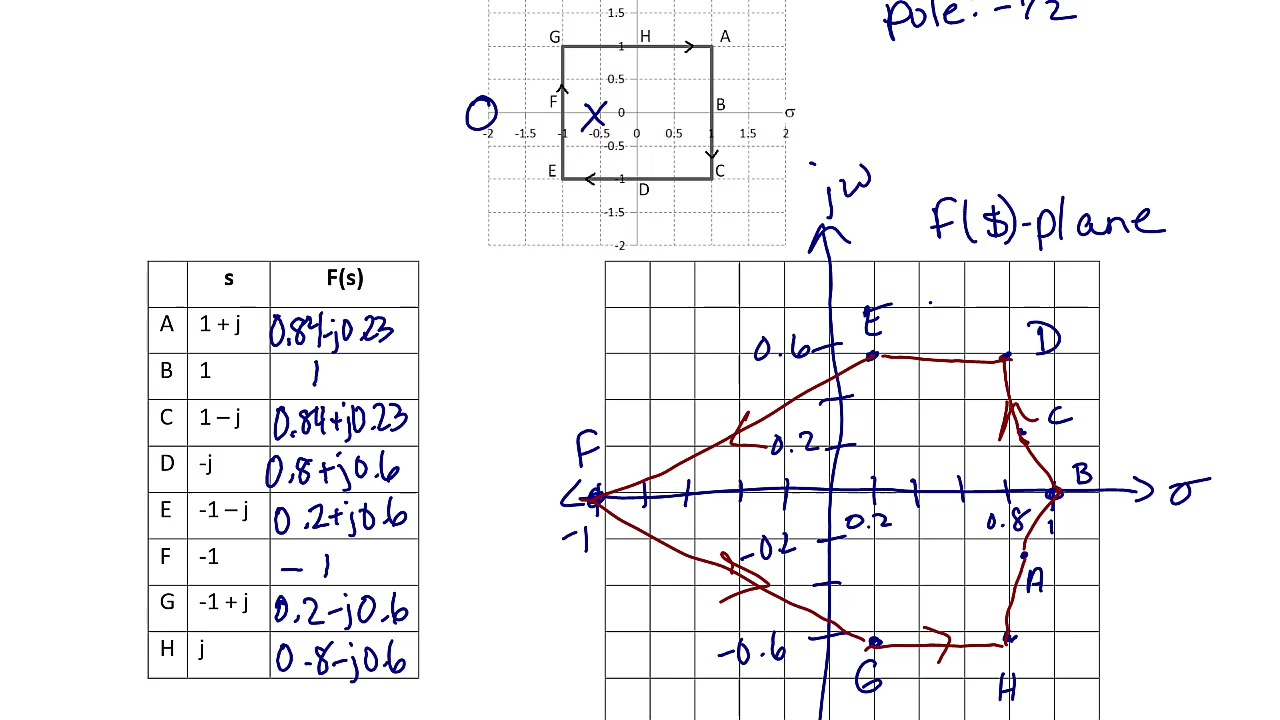 pole: -1/2
1.5
G H A
1
0.5
O F X 0 B σ
-2 -1.5 -1 -0.5 0 0.5 1 1.5 2
-0.5
E -1 C
D
-1.5
-2
jω
F($)-plane
s F(s)
A 1 + j 0.84-j0.23
B 1 1
C 1 – j 0.84+j0.23
D -j 0.8+j0.6
E -1 – j 0.2+j0.6
F -1 -1
G -1 + j 0.2-j0.6
H j 0.8-j0.6
E
0.6 D
F 0.2 C
B
σ
-1 0.2 0.8 1
-0.2
A
-0.6
G H